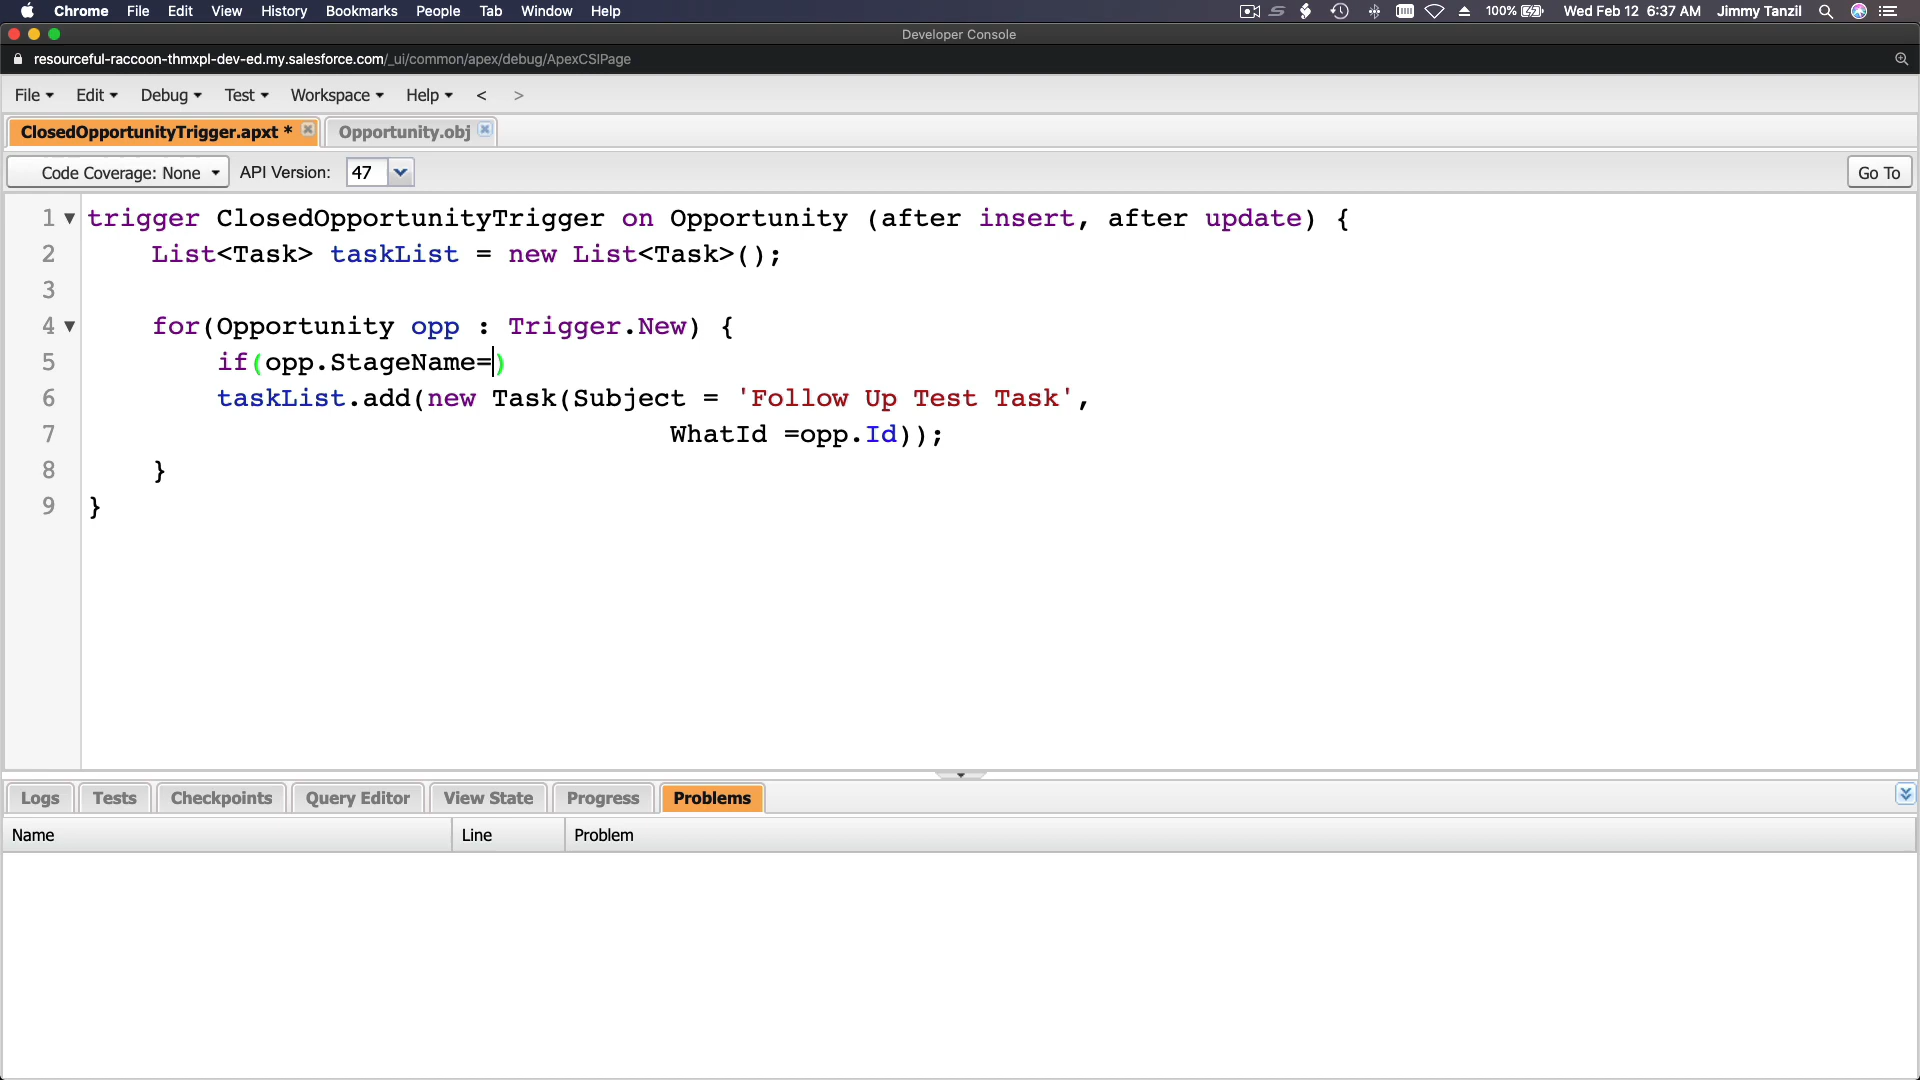 Chrome File Edit View History Bookmarks People Tab Window Help 100% Wed Feb 12 6:37 AM Jimmy Tanzil
Developer Console
resourceful-raccoon-thmxpl-dev-ed.my.salesforce.com/_ui/common/apex/debug/ApexCSIPage
File Edit Debug Test Workspace Help < >
ClosedOpportunityTrigger.apxt * Opportunity.obj
Code Coverage: None API Version: 47 Go To
1 trigger ClosedOpportunityTrigger on Opportunity (after insert, after update) {
2 List<Task> taskList = new List<Task>();
3
4 for(Opportunity opp : Trigger.New) {
5 if(opp.StageName=)
6 taskList.add(new Task(Subject = 'Follow Up Test Task',
7 WhatId =opp.Id));
8 }
9 }
Logs Tests Checkpoints Query Editor View State Progress Problems
Name Line Problem